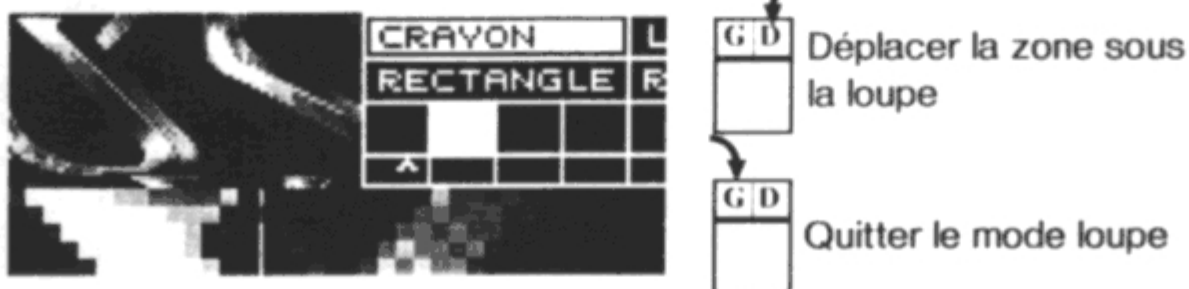 CRAYON L
RECTANGLE R
G D
Déplacer la zone sous
la loupe
G D
Quitter le mode loupe